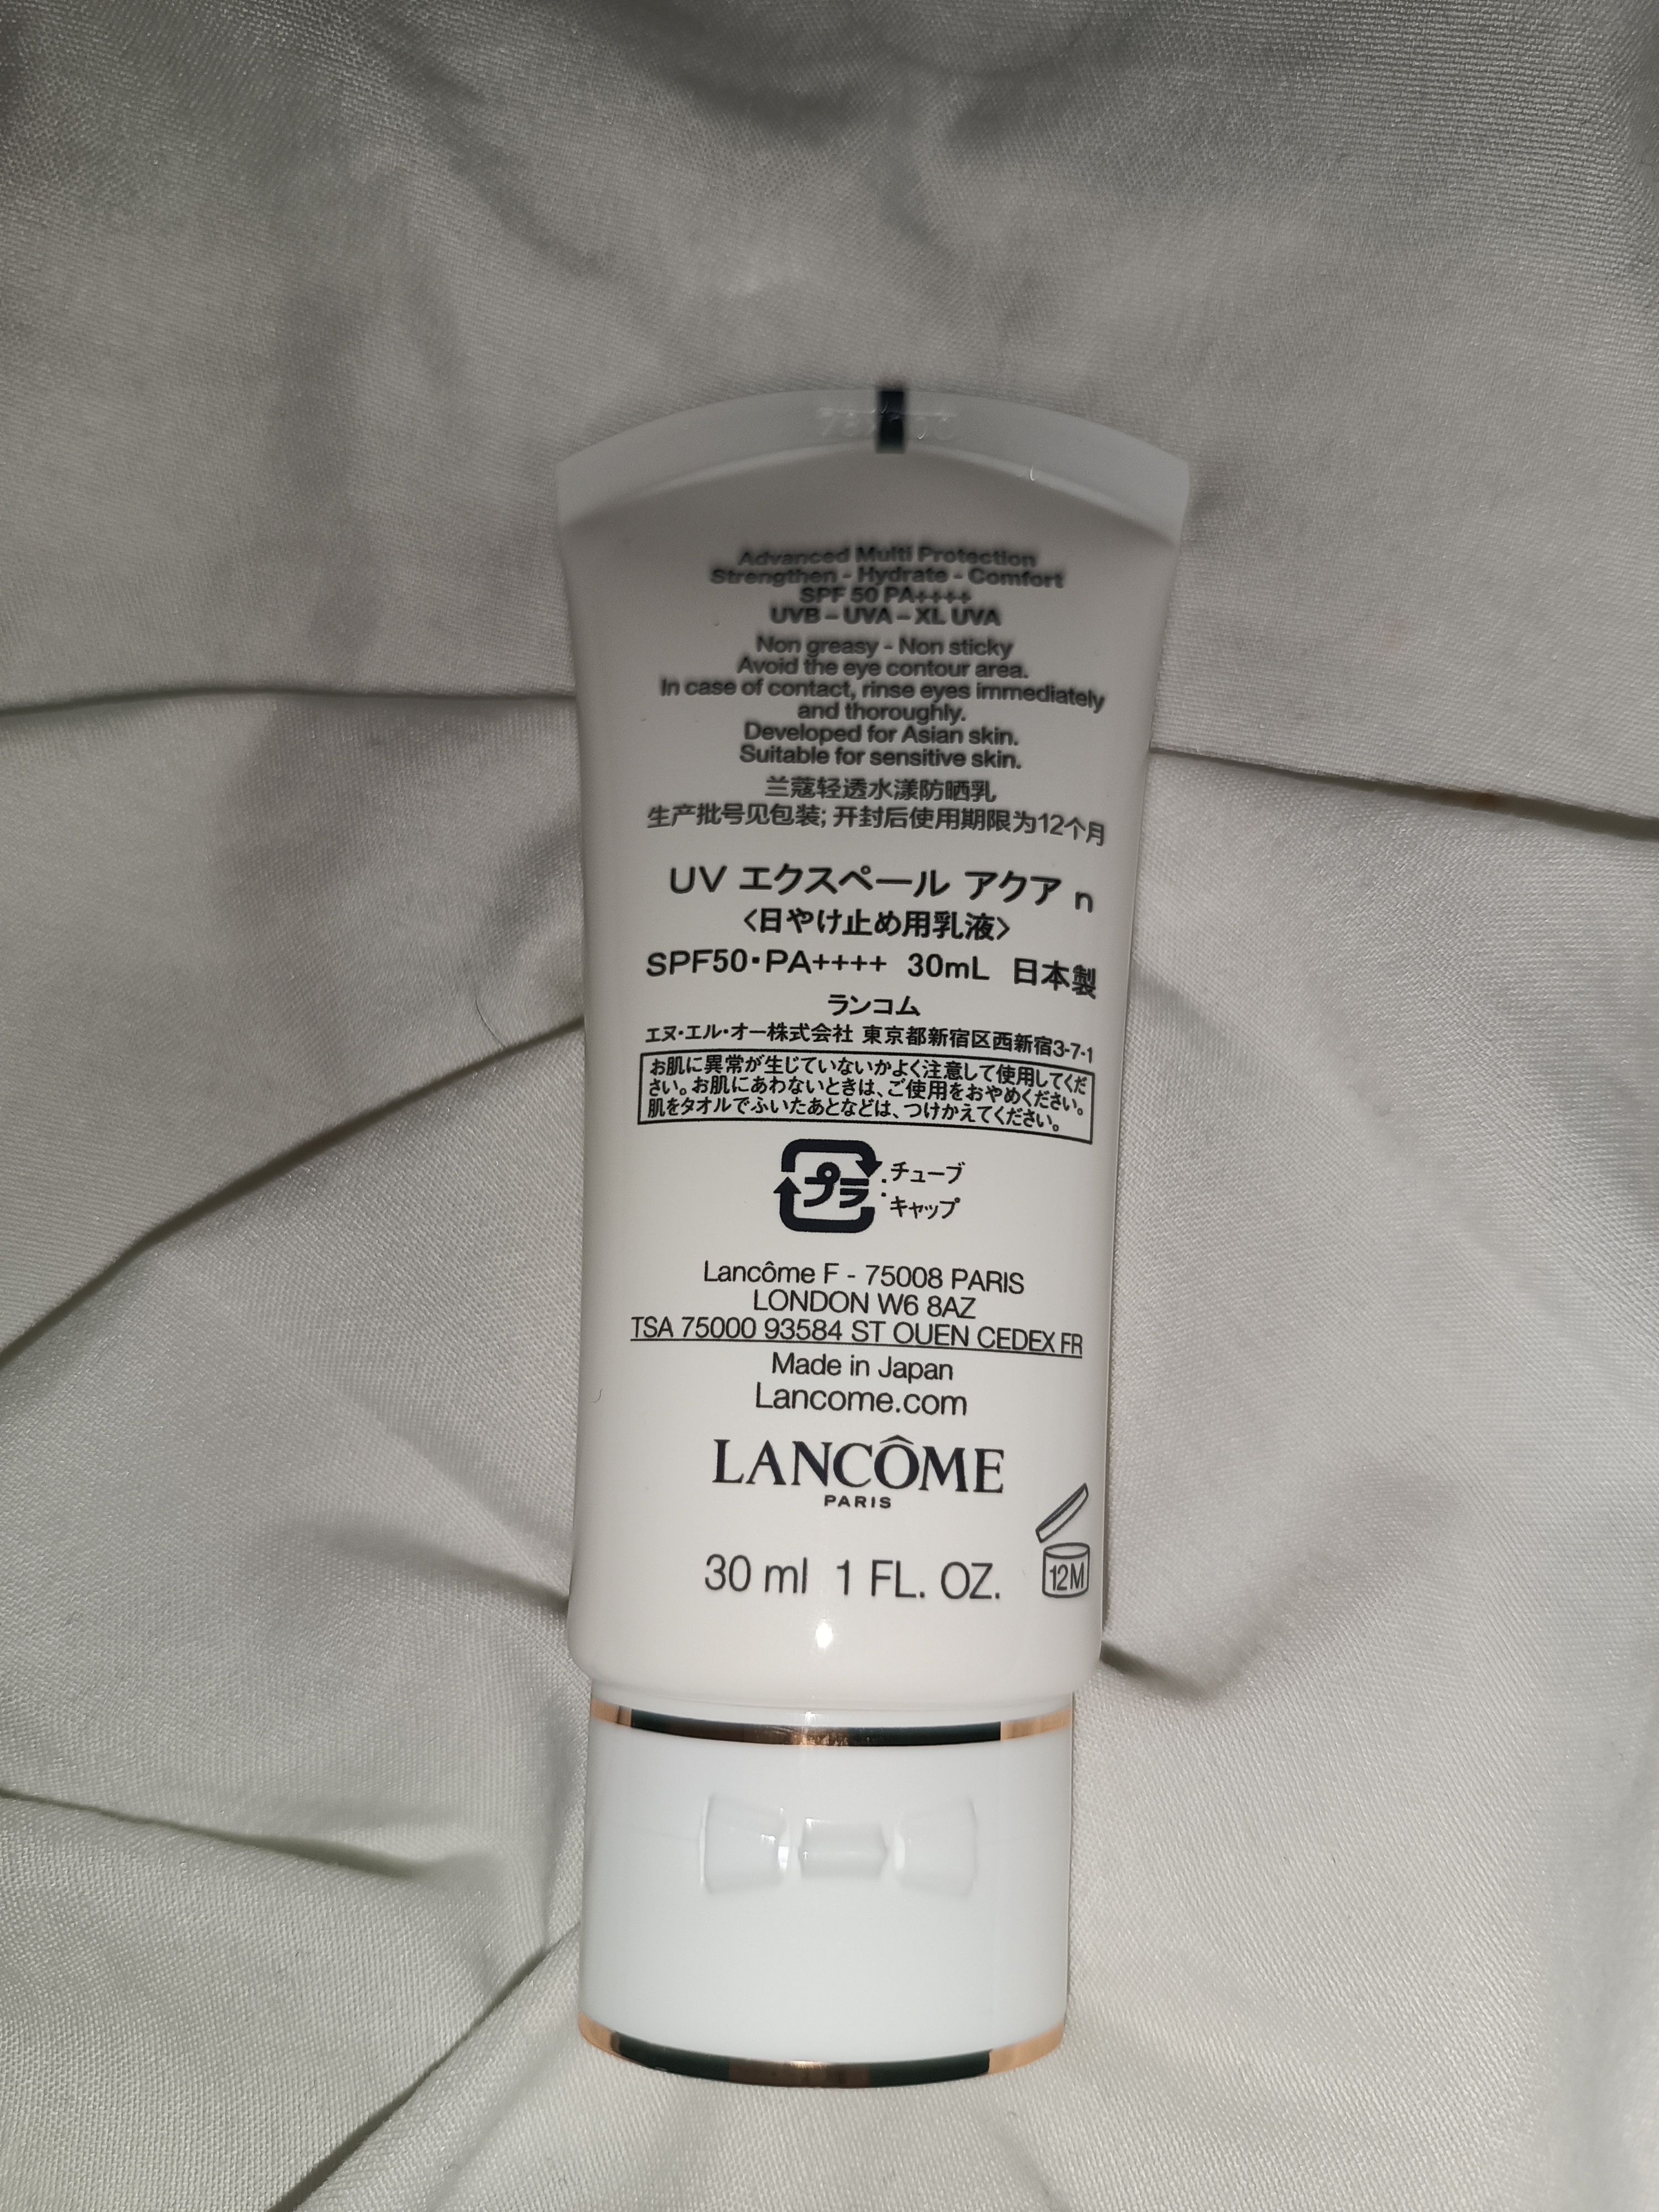 Advanced Multi Protection
Strengthen - Hydrate - Comfort
SPF 50 PA++++
UVB – UVA – XL UVA
Non greasy - Non sticky
Avoid the eye contour area.
In case of contact, rinse eyes immediately
and thoroughly.
Developed for Asian skin.
Suitable for sensitive skin.
兰蔻轻透水漾防晒乳
生产批号见包装; 开封后使用期限为12个月
UV エクスペール アクア n
〈日やけ止め用乳液〉
SPF50・PA++++ 30mL 日本製
ランコム
エヌ・エル・オー株式会社 東京都新宿区西新宿3-7-1
お肌に異常が生じていないかよく注意して使用してくだ
さい。お肌にあわないときは、ご使用をおやめください。
肌をタオルでふいたあとなどは、つけかえてください。
プラ
:チューブ
:キャップ
Lancôme F - 75008 PARIS
LONDON W6 8AZ
TSA 75000 93584 ST OUEN CEDEX FR
Made in Japan
Lancome.com
LANCÔME
PARIS
30 ml 1 FL. OZ.
12M